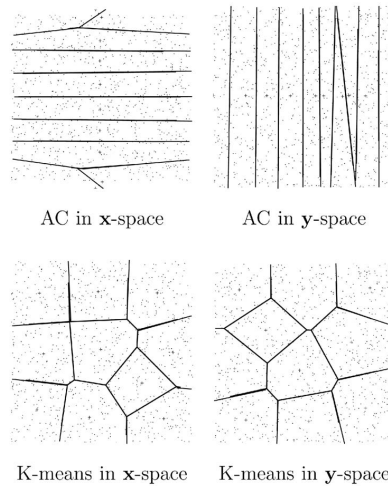 AC in x-space
AC in y-space
K-means in x-space
K-means in y-space